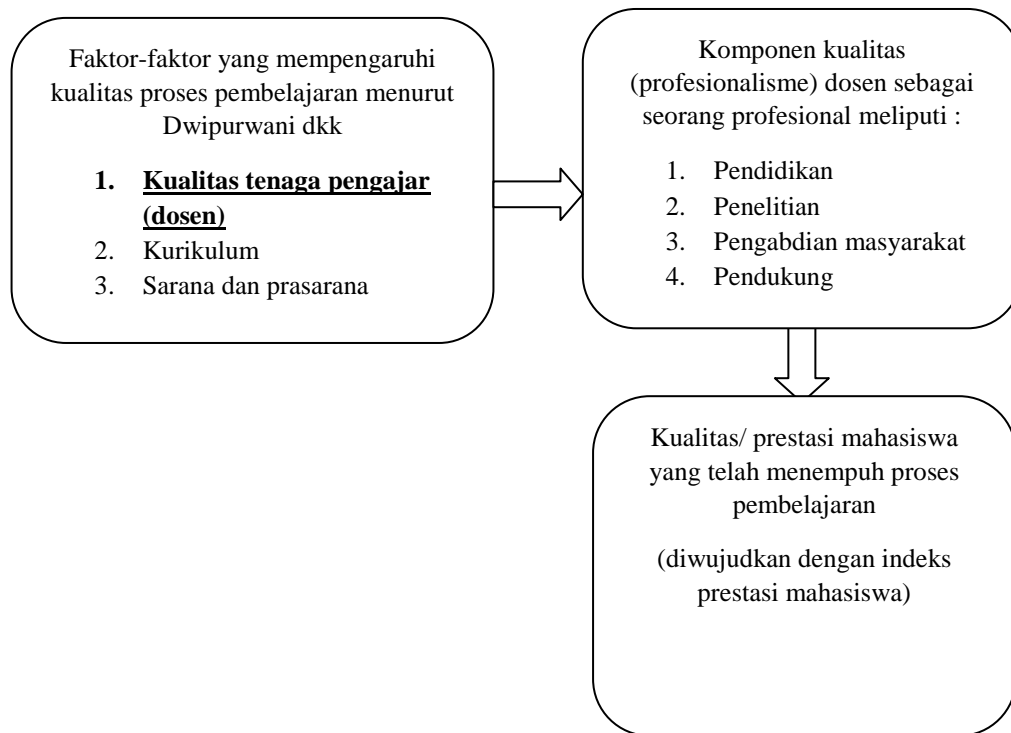 Faktor-faktor yang mempengaruhi
kualitas proses pembelajaran menurut
Dwipurwani dkk
1. Kualitas tenaga pengajar
(dosen)
2. Kurikulum
3. Sarana dan prasarana
Komponen kualitas
(profesionalisme) dosen sebagai
seorang profesional meliputi :
1. Pendidikan
2. Penelitian
3. Pengabdian masyarakat
4. Pendukung
Kualitas/ prestasi mahasiswa
yang telah menempuh proses
pembelajaran
(diwujudkan dengan indeks
prestasi mahasiswa)